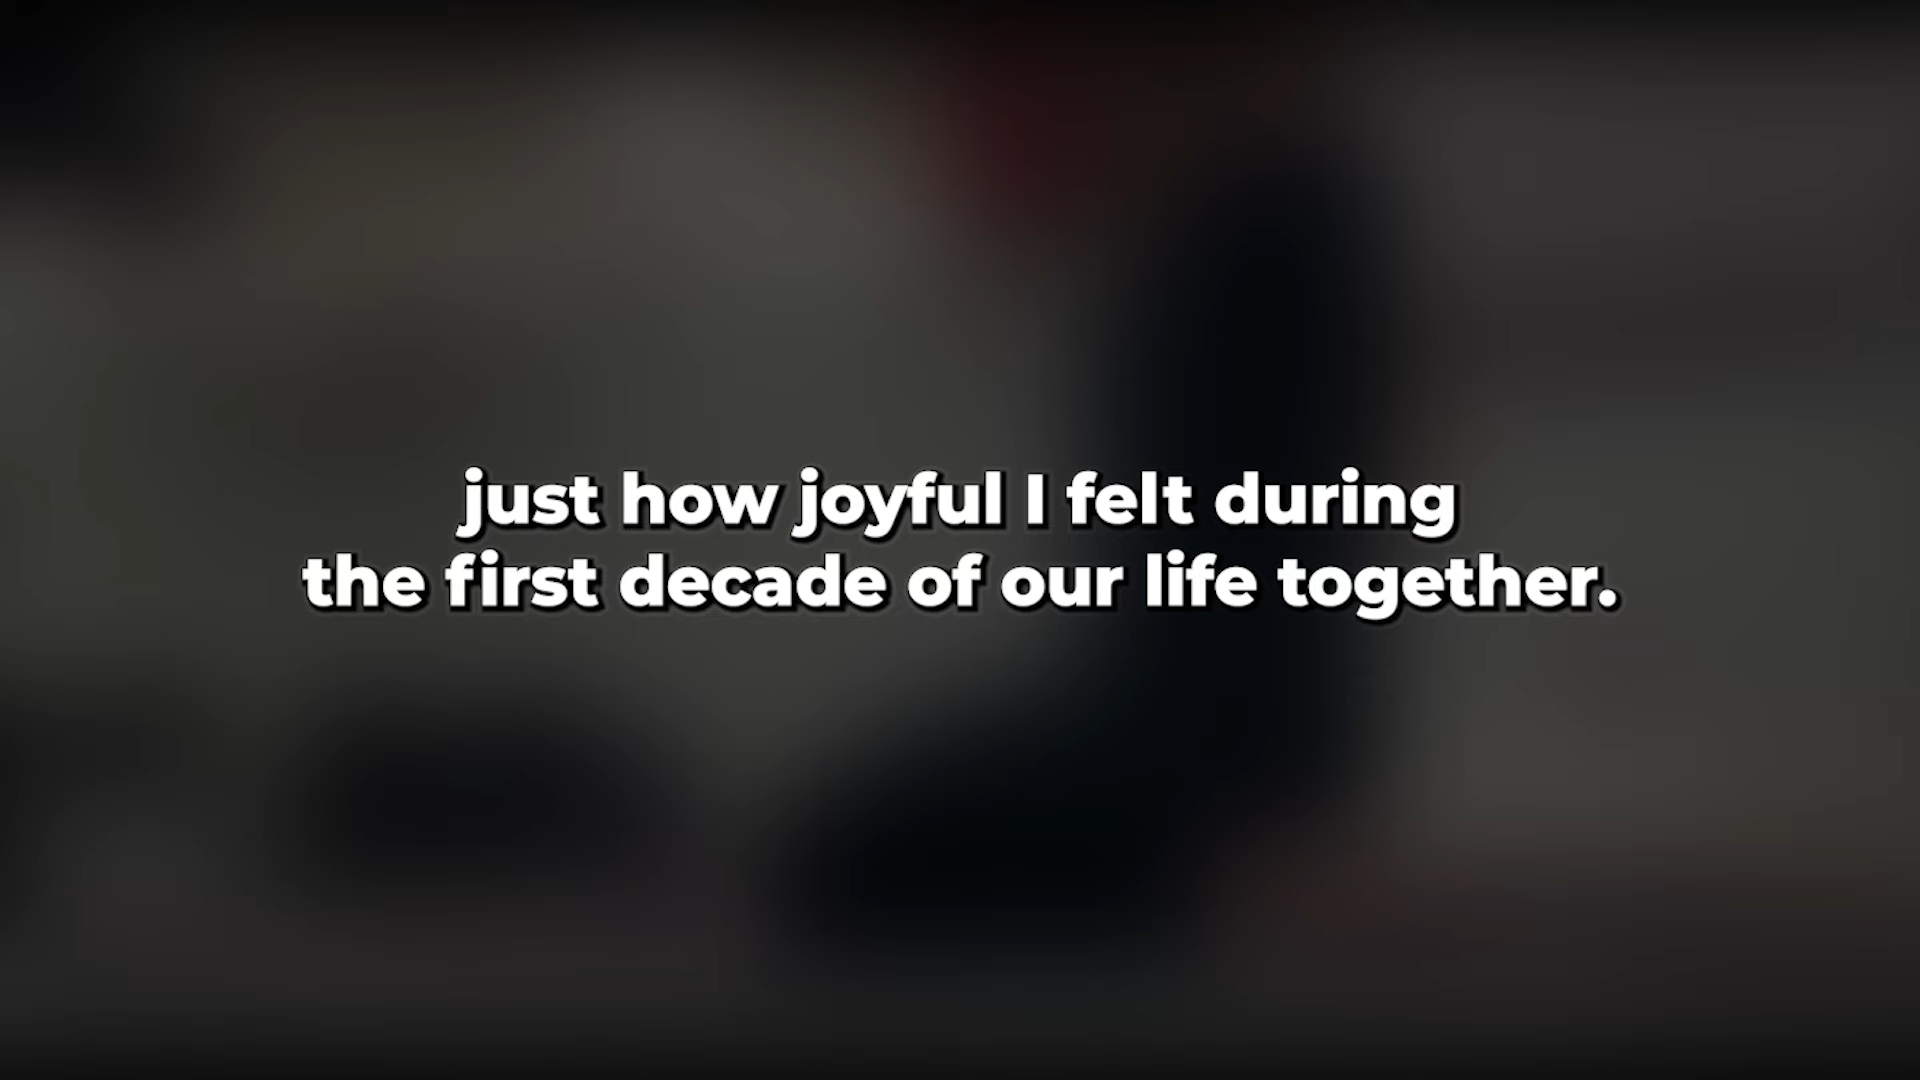 just how joyful I felt during
the first decade of our life together.